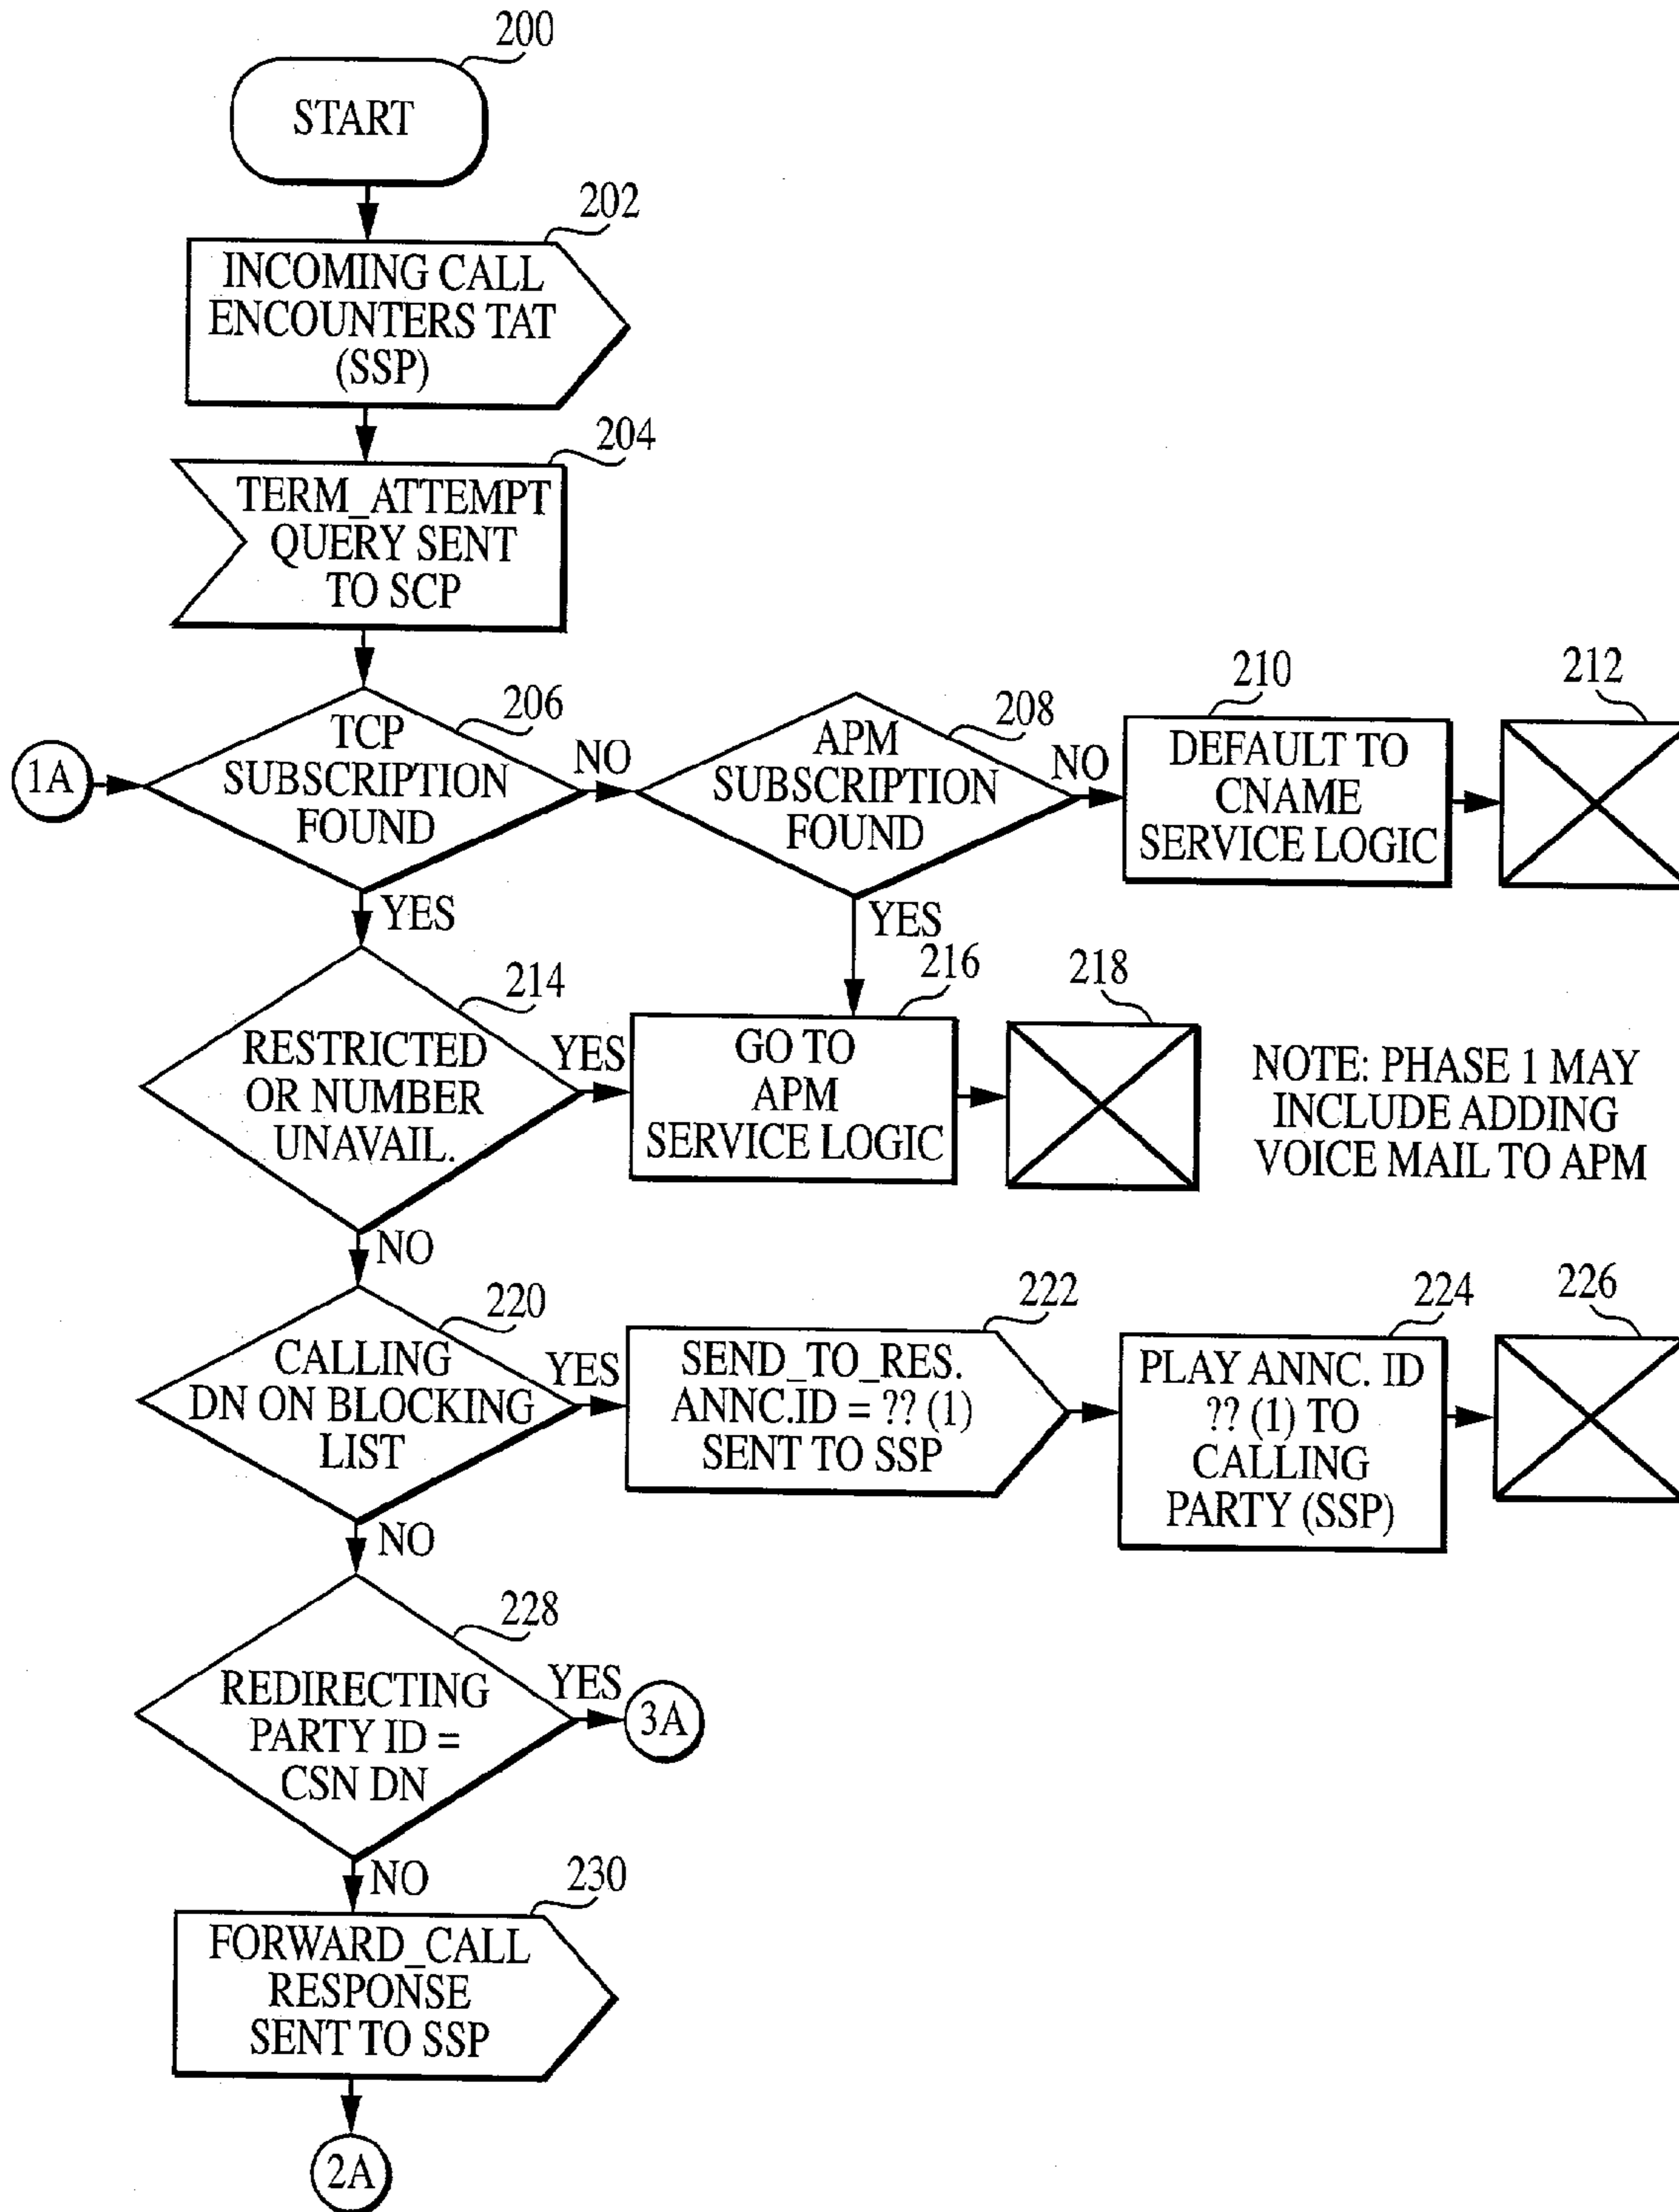 200
START
202
INCOMING CALL
ENCOUNTERS TAT
(SSP)
204
TERM_ATTEMPT
QUERY SENT
TO SCP
1A
206
TCP
SUBSCRIPTION
FOUND
NO
208
APM
SUBSCRIPTION
FOUND
NO
210
DEFAULT TO
CNAME
SERVICE LOGIC
212
YES
YES
214
RESTRICTED
OR NUMBER
UNAVAIL.
YES
216
GO TO
APM
SERVICE LOGIC
218
NOTE: PHASE 1 MAY
INCLUDE ADDING
VOICE MAIL TO APM
NO
220
CALLING
DN ON BLOCKING
LIST
YES
222
SEND_TO_RES.
ANNC.ID = ?? (1)
SENT TO SSP
224
PLAY ANNC. ID
?? (1) TO
CALLING
PARTY (SSP)
226
NO
228
REDIRECTING
PARTY ID =
CSN DN
YES
3A
NO
230
FORWARD_CALL
RESPONSE
SENT TO SSP
2A